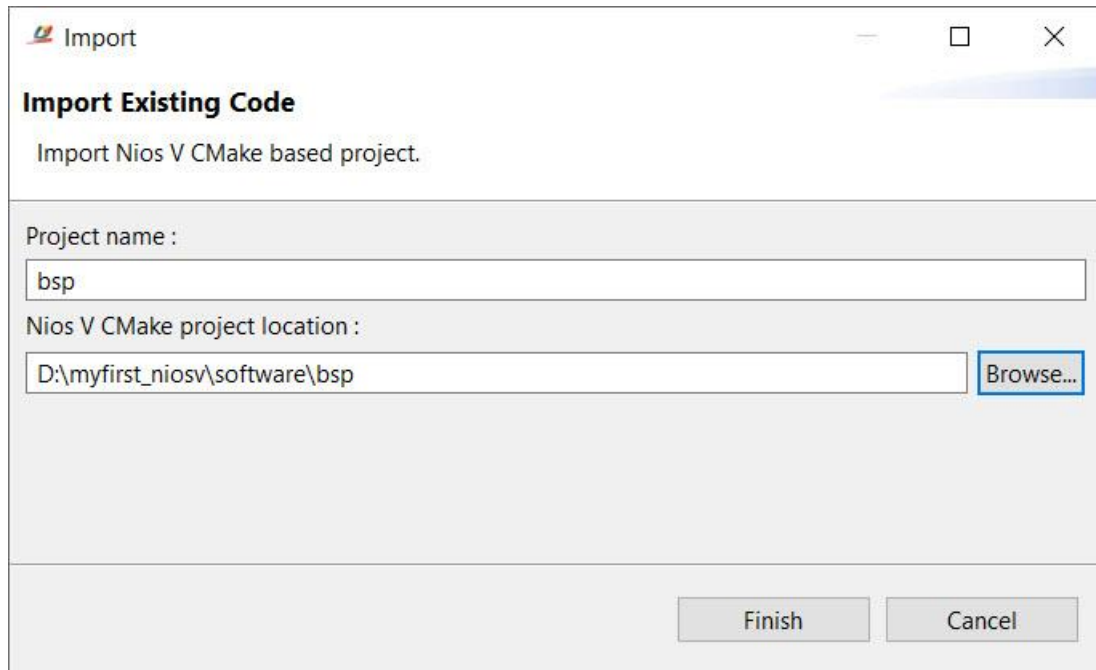 Import
Import Existing Code
Import Nios V CMake based project.
Project name :
bsp
Nios V CMake project location :
D:\myfirst_niosv\software\bsp
Browse...
Finish
Cancel